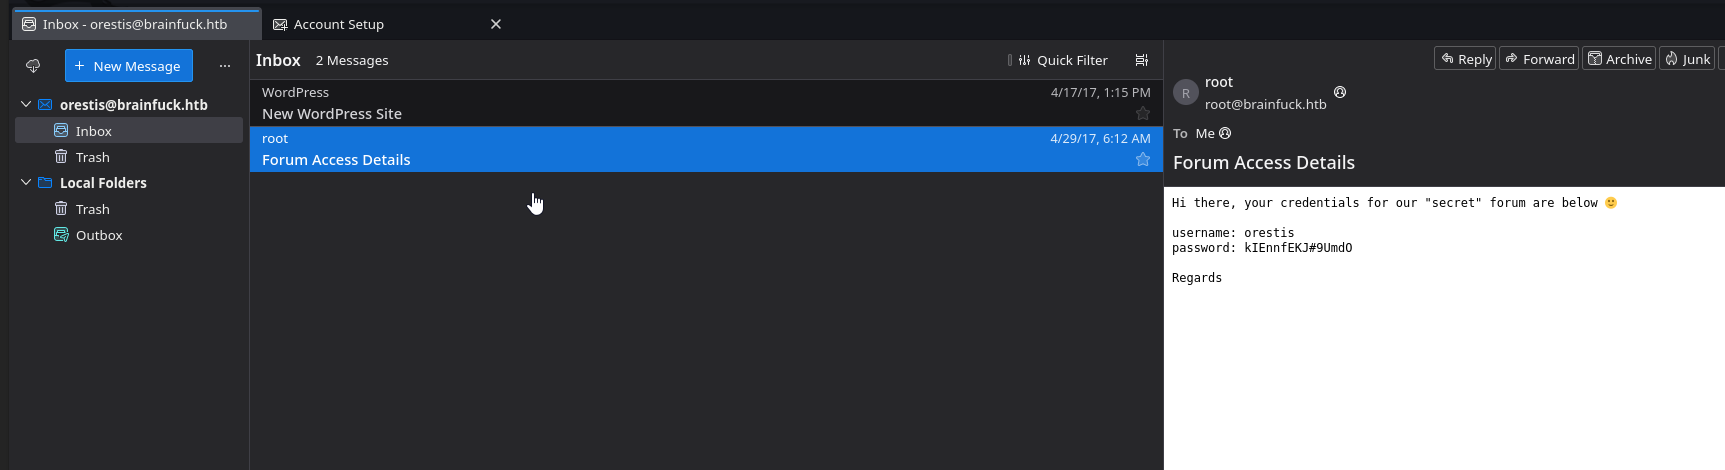 Inbox - orestis@brainfuck.htb
Account Setup
New Message
orestis@brainfuck.htb
Inbox
Trash
Local Folders
Trash
Outbox
Inbox 2 Messages
Quick Filter
WordPress 4/17/17, 1:15 PM
New WordPress Site
root 4/29/17, 6:12 AM
Forum Access Details
Reply Forward Archive Junk
R
root
root@brainfuck.htb
To Me
Forum Access Details
Hi there, your credentials for our "secret" forum are below 🙂
username: orestis
password: kIEnnfEKJ#9UmdO
Regards